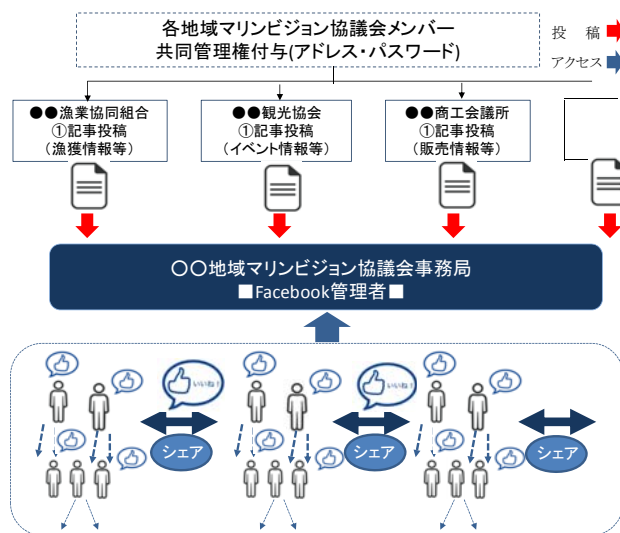 各地域マリンビジョン協議会メンバー
共同管理権付与(アドレス・パスワード)
投 稿
アクセス
●●漁業協同組合
①記事投稿
(漁獲情報等)
●●観光協会
①記事投稿
(イベント情報等)
●●商工会議所
①記事投稿
(販売情報等)
〇〇地域マリンビジョン協議会事務局
■Facebook管理者■
いいね!
いいね!
シェア
シェア
シェア